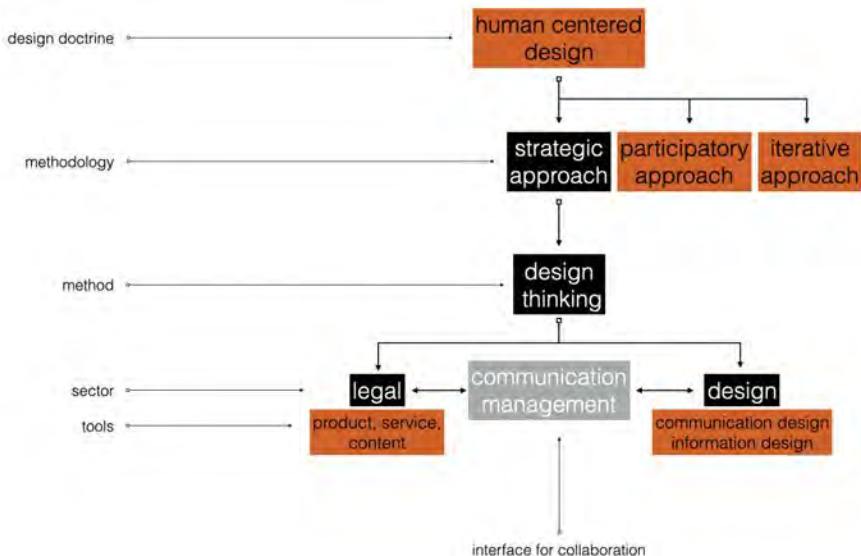 design doctrine
human centered
design
methodology
strategic
approach
participatory
approach
iterative
approach
method
design
thinking
sector
legal
communication
management
design
tools
product, service,
content
communication design
information design
interface for collaboration